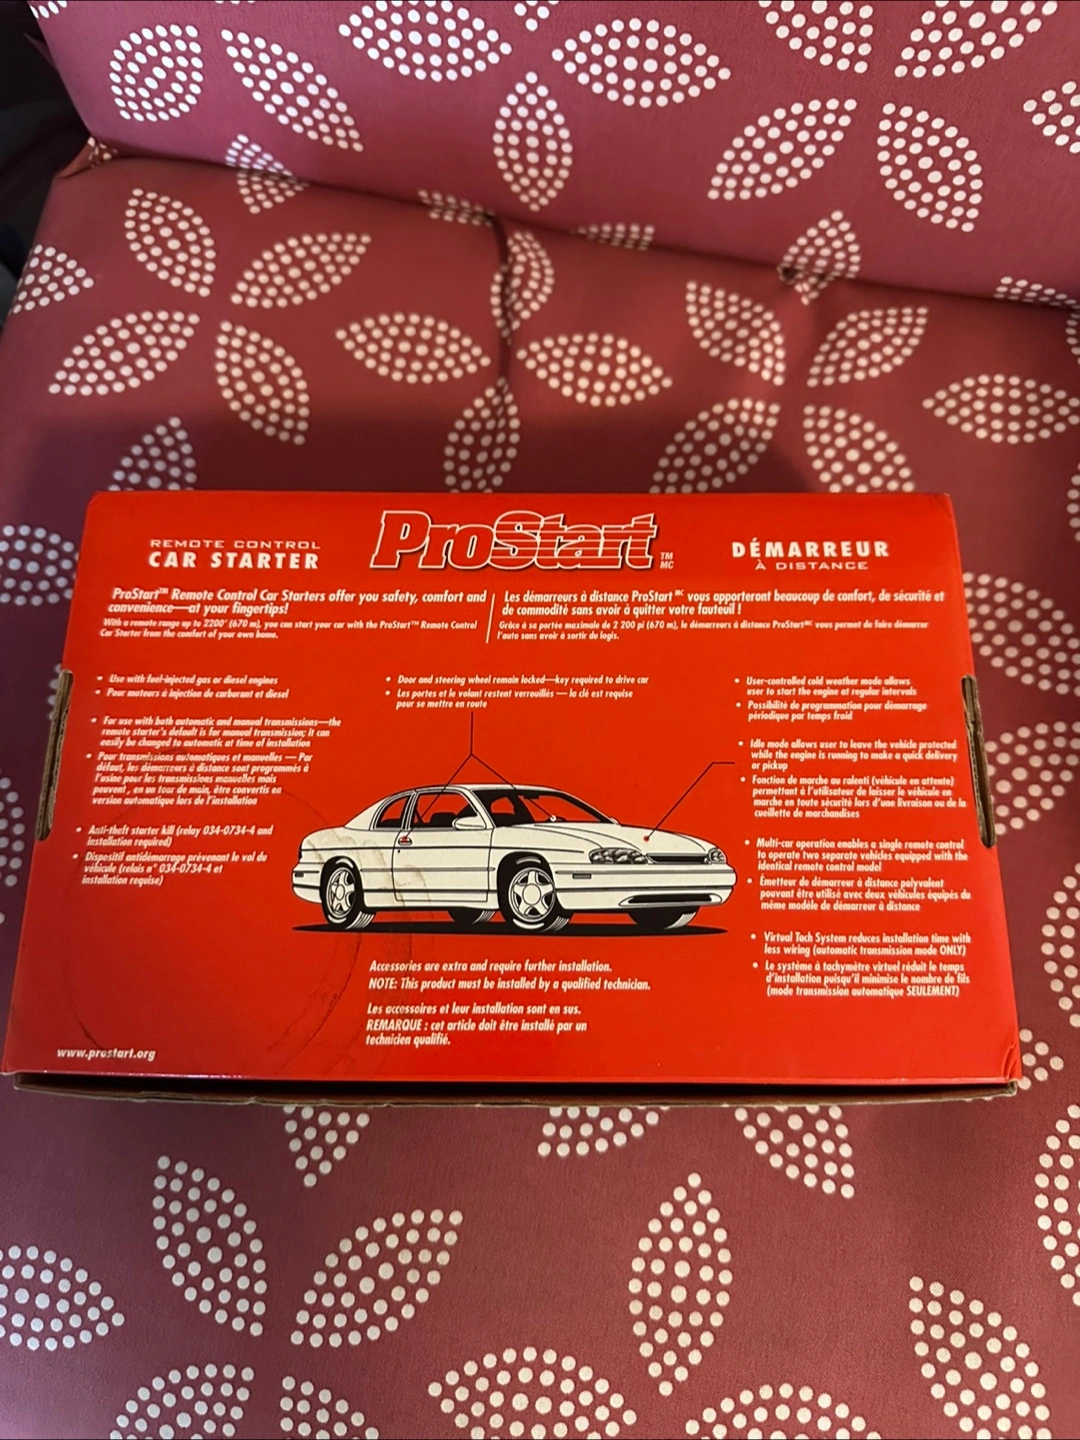 REMOTE CONTROL
CAR STARTER
ProStart
TM
MC
DÉMARREUR
À DISTANCE
ProStart™ Remote Control Car Starters offer you safety, comfort and
convenience—at your fingertips!
With a remote range up to 2200' (670 m), you can start your car with the ProStart™ Remote Control
Car Starter from the comfort of your own home.
Les démarreurs à distance ProStart MC vous apporteront beaucoup de confort, de sécurité et
de commodité sans avoir à quitter votre fauteuil !
Grâce à sa portée maximale de 2 200 pi (670 m), le démarreurs à distance ProStart MC vous permet de faire démarrer
l'auto sans avoir à sortir du logis.
• Use with fuel-injected gas or diesel engines
• Pour moteurs à injection de carburant et diesel
• For use with both automatic and manual transmissions—the
remote starter's default is for manual transmission; it can
easily be changed to automatic at time of installation
• Pour transmissions automatiques et manuelles — Par
défaut, les démarreurs à distance sont programmés à
l'usine pour les transmissions manuelles mais
peuvent, en un tour de main, être convertis en
version automatique lors de l'installation
• Anti-theft starter kill (relay 034-0734-4 and
installation required)
• Dispositif antidémarrage prévenant le vol du
véhicule (relais n° 034-0734-4 et
installation requise)
• Door and steering wheel remain locked—key required to drive car
• Les portes et le volant restent verrouillés — la clé est requise
pour se mettre en route
• User-controlled cold weather mode allows
user to start the engine at regular intervals
• Possibilité de programmation pour démarrage
périodique par temps froid
• Idle mode allows user to leave the vehicle protected
while the engine is running to make a quick delivery
or pickup
• Fonction de marche au ralenti (véhicule en attente)
permettant à l'utilisateur de laisser le véhicule en
marche en toute sécurité lors d'une livraison ou de la
cueillette de marchandises
• Multi-car operation enables a single remote control
to operate two separate vehicles equipped with the
identical remote control model
• Émetteur de démarreur à distance polyvalent
pouvant être utilisé avec deux véhicules équipés du
même modèle de démarreur à distance
• Virtual Tach System reduces installation time with
less wiring (automatic transmission mode ONLY)
• Le système à tachymètre virtuel réduit le temps
d'installation puisqu'il minimise le nombre de fils
(mode transmission automatique SEULEMENT)
Accessories are extra and require further installation.
NOTE: This product must be installed by a qualified technician.
Les accessoires et leur installation sont en sus.
REMARQUE : cet article doit être installé par un
technicien qualifié.
www.prostart.org